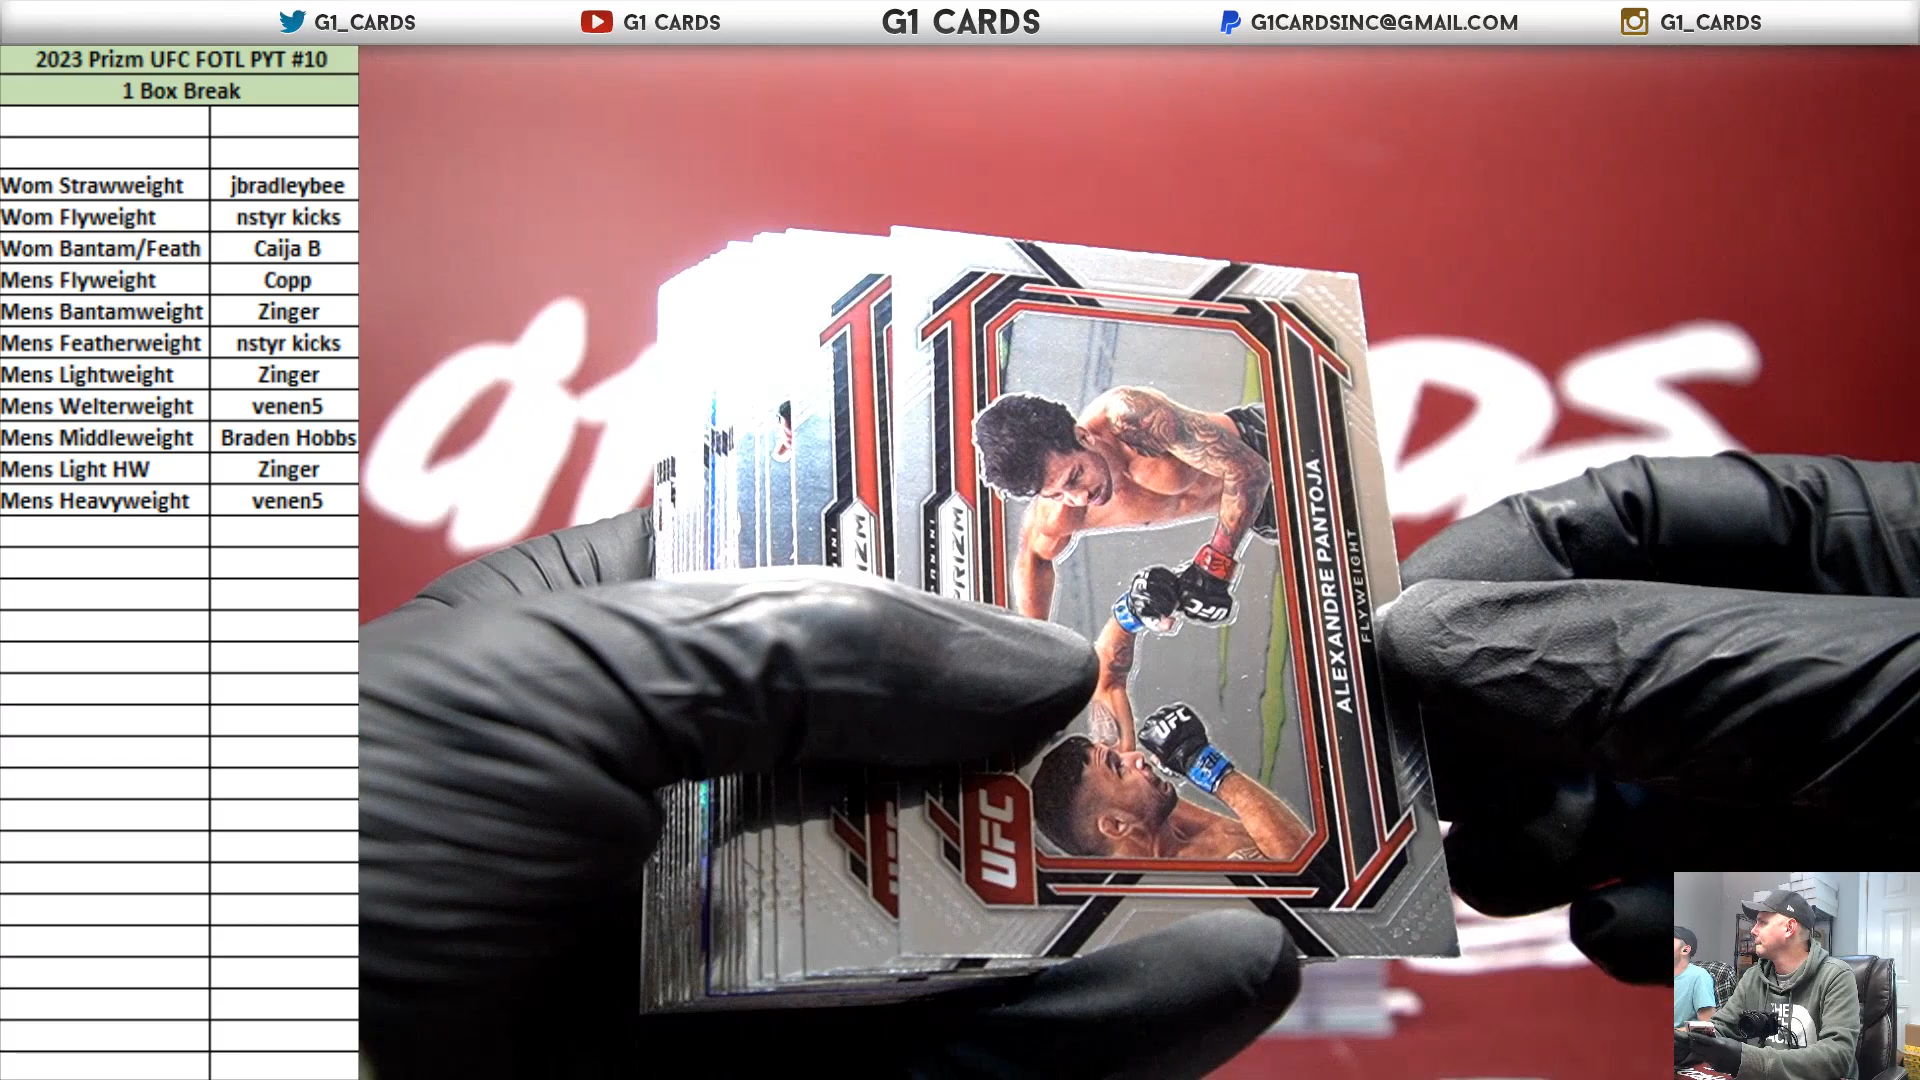 G1_CARDS
G1 CARDS
G1 CARDS
G1CARDSINC@GMAIL.COM
G1_CARDS
2023 Prizm UFC FOTL PYT #10
1 Box Break
Wom Strawweight jbradleybee
Wom Flyweight nstyr kicks
Wom Bantam/Feath Caija B
Mens Flyweight Copp
Mens Bantamweight Zinger
Mens Featherweight nstyr kicks
Mens Lightweight Zinger
Mens Welterweight venen5
Mens Middleweight Braden Hobbs
Mens Light HW Zinger
Mens Heavyweight venen5
PANINI
PRIZM
ALEXANDRE PANTOJA
FLYWEIGHT
UFC
UFC
UFC